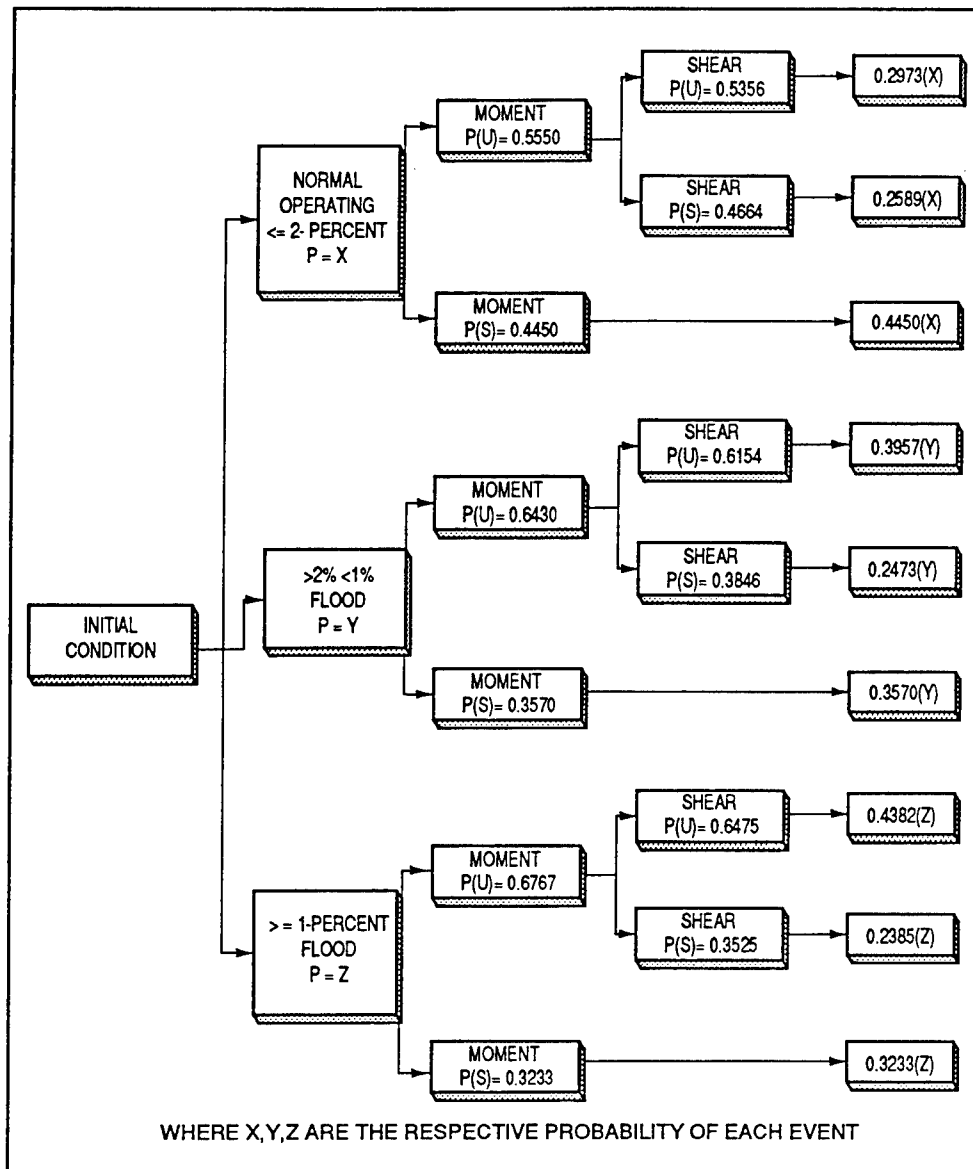 SHEAR
P(U)= 0.5356
0.2973(X)
MOMENT
P(U)= 0.5550
SHEAR
P(S)= 0.4664
0.2589(X)
NORMAL
OPERATING
<= 2- PERCENT
P = X
MOMENT
P(S)= 0.4450
0.4450(X)
SHEAR
P(U)= 0.6154
0.3957(Y)
MOMENT
P(U)= 0.6430
SHEAR
P(S)= 0.3846
0.2473(Y)
>2% <1%
FLOOD
P = Y
INITIAL
CONDITION
MOMENT
P(S)= 0.3570
0.3570(Y)
SHEAR
P(U)= 0.6475
0.4382(Z)
MOMENT
P(U)= 0.6767
SHEAR
P(S)= 0.3525
0.2385(Z)
> = 1-PERCENT
FLOOD
P = Z
MOMENT
P(S)= 0.3233
0.3233(Z)
WHERE X,Y,Z ARE THE RESPECTIVE PROBABILITY OF EACH EVENT